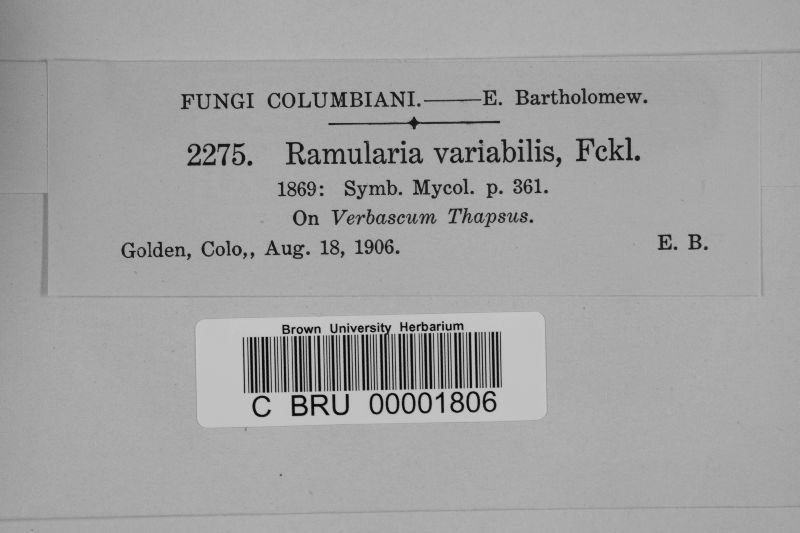 FUNGI COLUMBIANI.——E. Bartholomew.
2275. Ramularia variabilis, Fckl.
1869: Symb. Mycol. p. 361.
On Verbascum Thapsus.
Golden, Colo,, Aug. 18, 1906. E. B.
Brown University Herbarium
C BRU 00001806